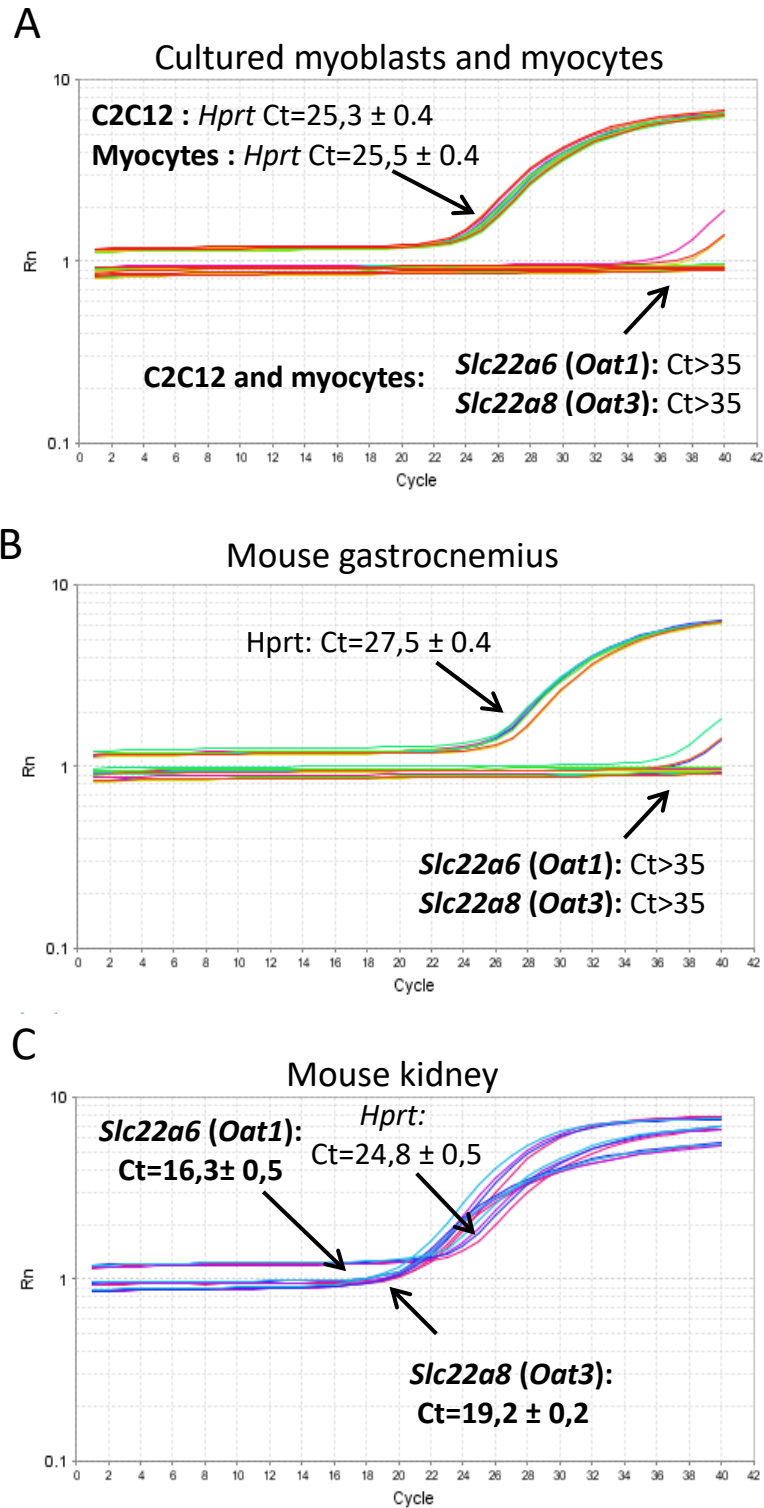 A
Cultured myoblasts and myocytes
10
C2C12 : Hprt Ct=25,3 ± 0.4
Myocytes : Hprt Ct=25,5 ± 0.4
Rn
1
C2C12 and myocytes:
Slc22a6 (Oat1): Ct>35
Slc22a8 (Oat3): Ct>35
0.1
0 2 4 6 8 10 12 14 16 18 20 22 24 26 28 30 32 34 36 38 40 42
Cycle
B
Mouse gastrocnemius
10
Hprt: Ct=27,5 ± 0.4
Rn
1
Slc22a6 (Oat1): Ct>35
Slc22a8 (Oat3): Ct>35
0.1
0 2 4 6 8 10 12 14 16 18 20 22 24 26 28 30 32 34 36 38 40 42
Cycle
C
Mouse kidney
10
Slc22a6 (Oat1):
Ct=16,3± 0,5
Hprt:
Ct=24,8 ± 0,5
Rn
1
Slc22a8 (Oat3):
Ct=19,2 ± 0,2
0.1
0 2 4 6 8 10 12 14 16 18 20 22 24 26 28 30 32 34 36 38 40 42
Cycle